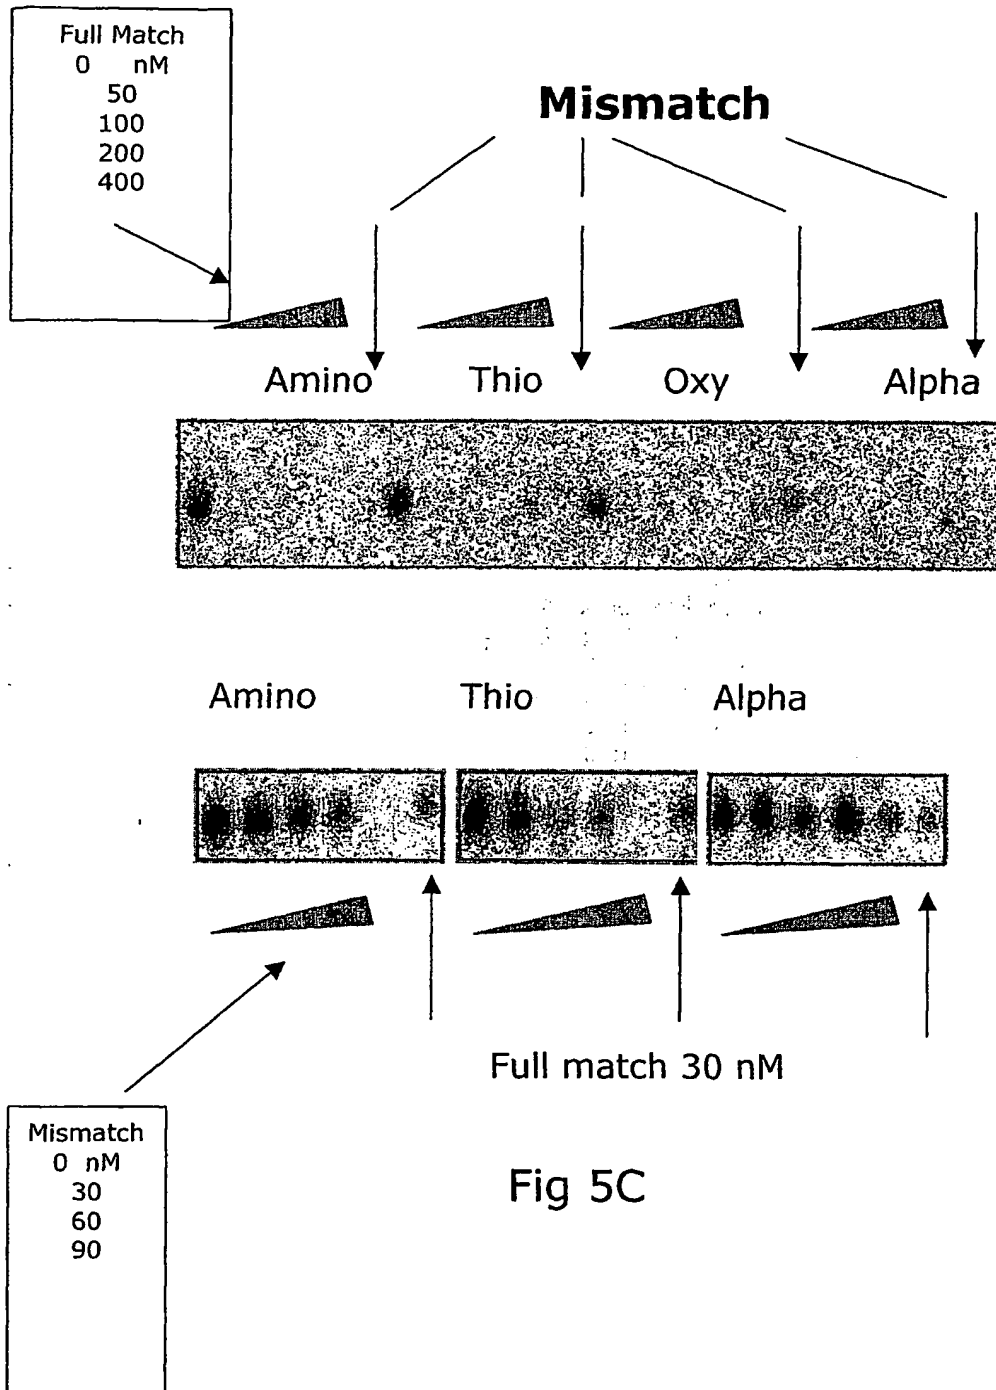 Full Match
0 nM
50
100
200
400
Mismatch
Amino Thio Oxy Alpha
Amino Thio Alpha
Full match 30 nM
Mismatch
0 nM
30
60
90
Fig 5C